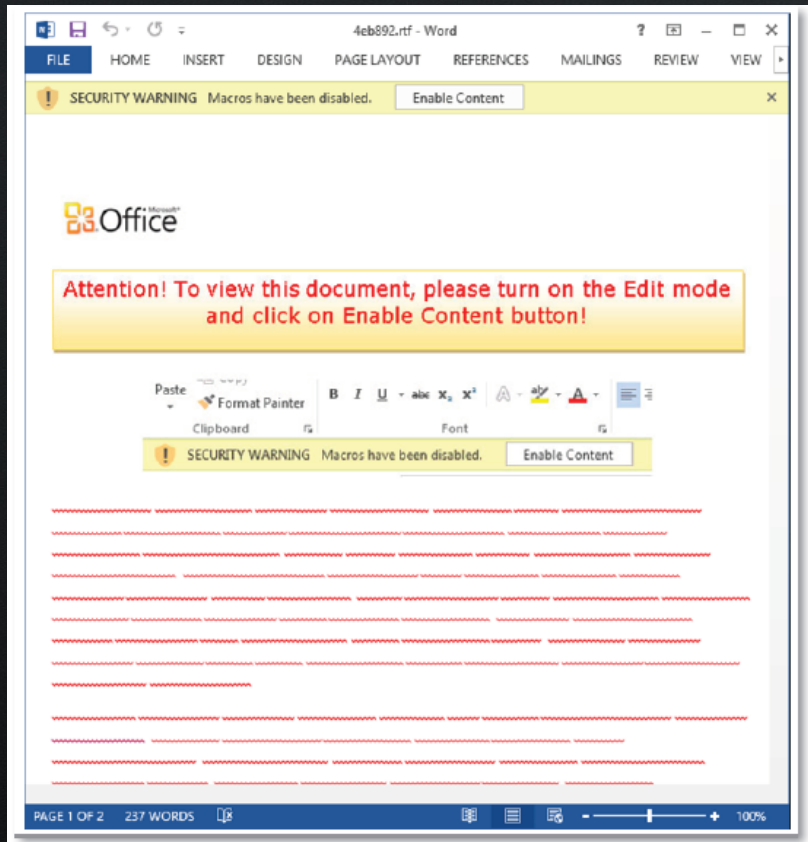 4eb892.rtf - Word
?
FILE HOME INSERT DESIGN PAGE LAYOUT REFERENCES MAILINGS REVIEW VIEW
SECURITY WARNING Macros have been disabled. Enable Content
Microsoft
Office
Attention! To view this document, please turn on the Edit mode
and click on Enable Content button!
Paste
Format Painter
B I U abc X₂ X² A aby A
Clipboard Font
SECURITY WARNING Macros have been disabled. Enable Content
PAGE 1 OF 2 237 WORDS 100%